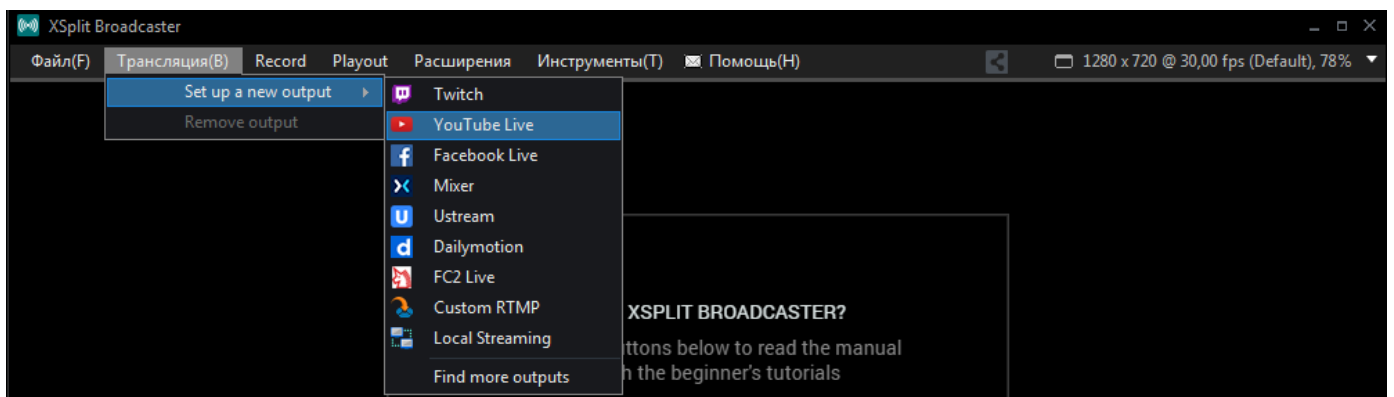 XSplit Broadcaster
Файл(F) Трансляция(B) Record Playout Расширения Инструменты(T) Помощь(H) 1280 x 720 @ 30,00 fps (Default), 78%
Set up a new output
Remove output
Twitch
YouTube Live
Facebook Live
Mixer
Ustream
Dailymotion
FC2 Live
Custom RTMP
Local Streaming
Find more outputs
XSPLIT BROADCASTER?
ttons below to read the manual
h the beginner's tutorials